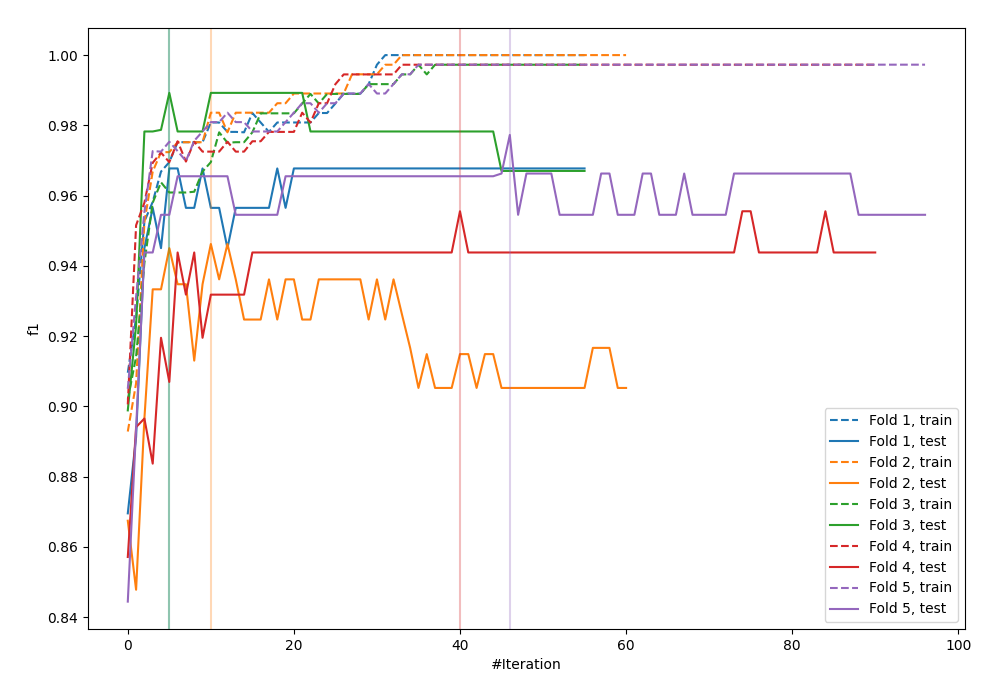 1.00
0.98
0.96
0.94
0.92
0.90
0.88
0.86
0.84
f1
0
20
40
60
80
100
#Iteration
Fold 1, train
Fold 1, test
Fold 2, train
Fold 2, test
Fold 3, train
Fold 3, test
Fold 4, train
Fold 4, test
Fold 5, train
Fold 5, test